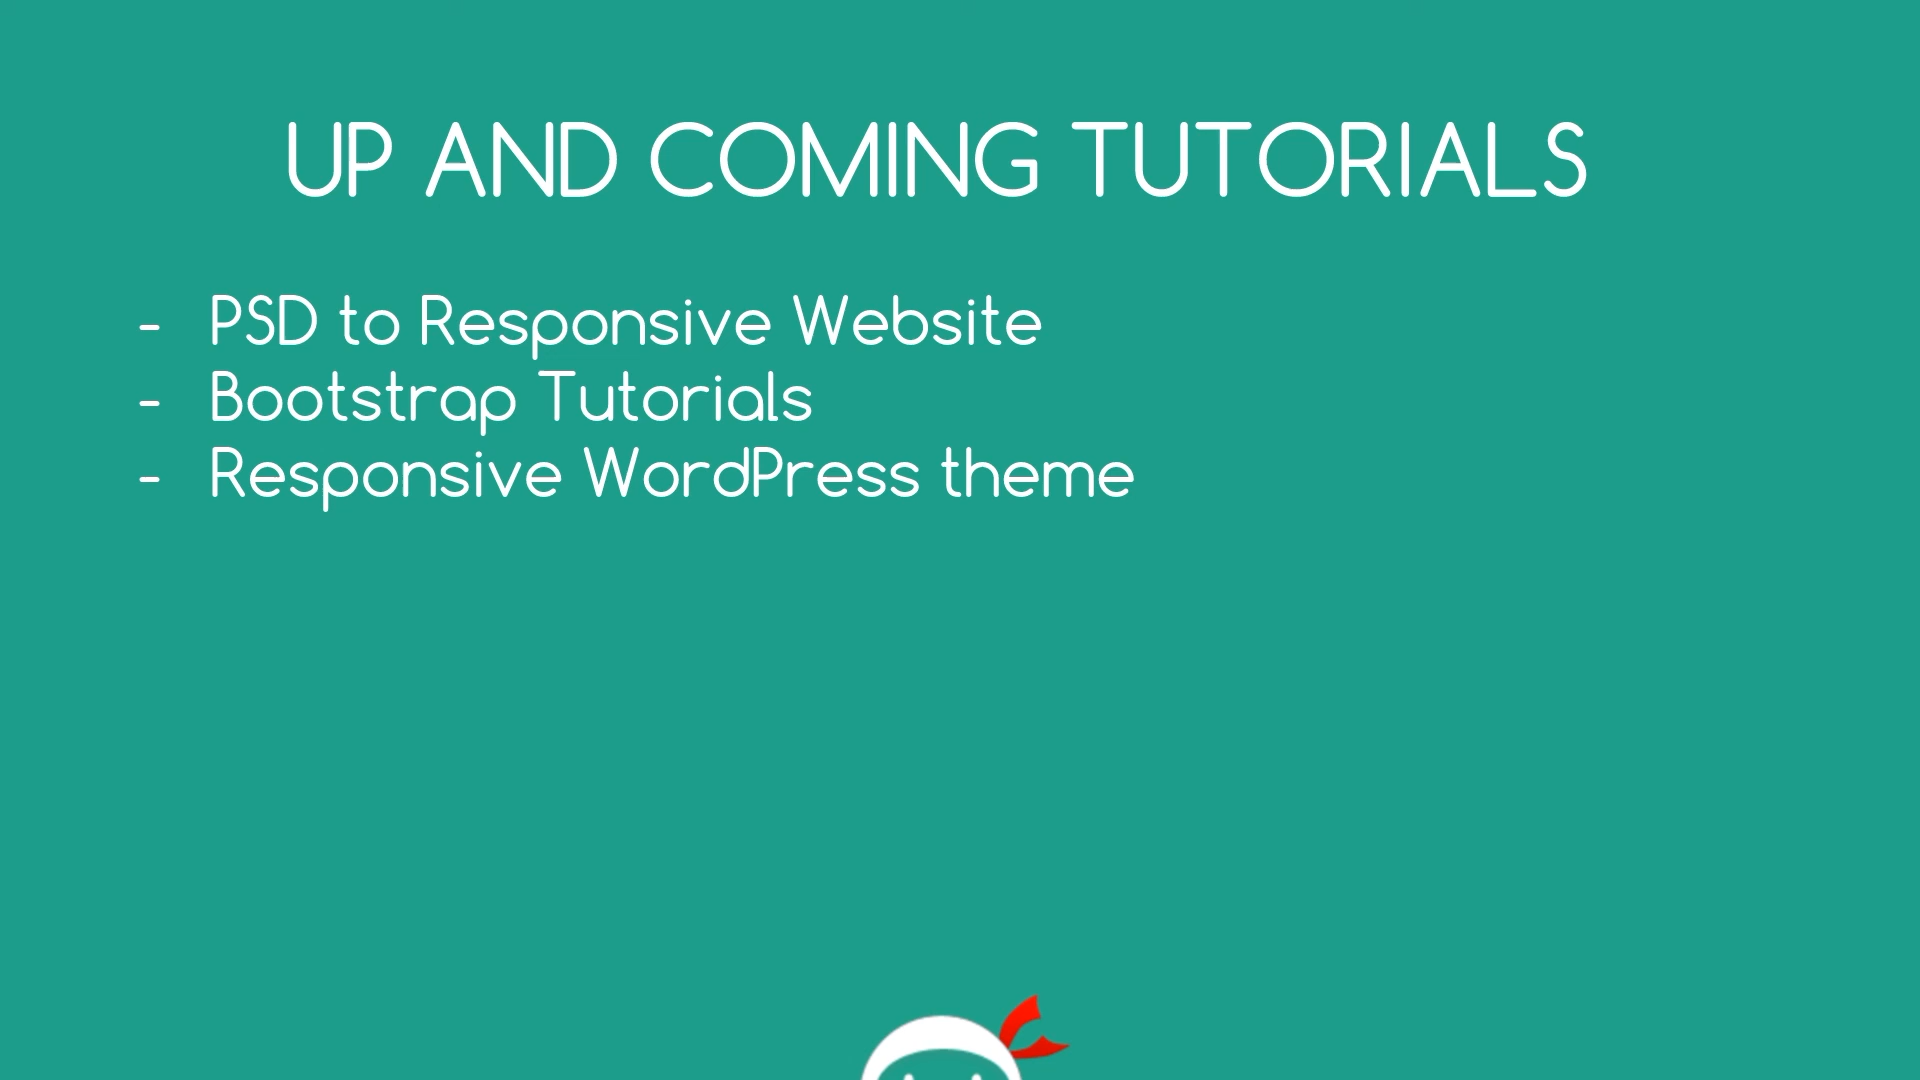 UP AND COMING TUTORIALS
- PSD to Responsive Website
- Bootstrap Tutorials
- Responsive WordPress theme